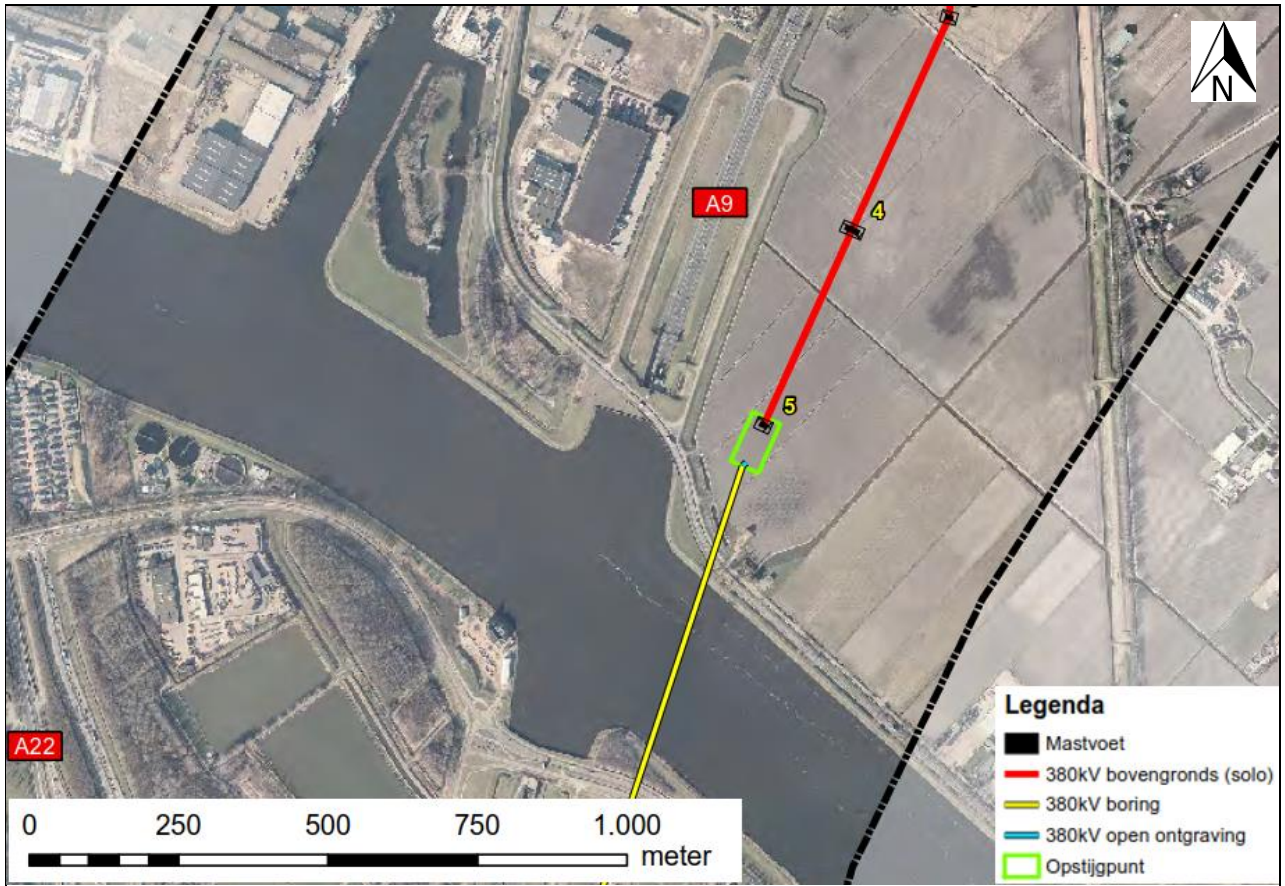 N
A9
4
5
A22
0 250 500 750 1.000
meter
Legenda
Mastvoet
380kV bovengronds (solo)
380kV boring
380kV open ontgraving
Opstijgpunt